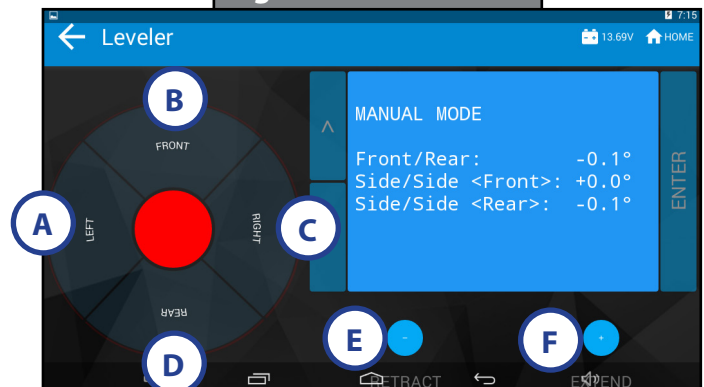 7:15
← Leveler
13.69V HOME
B
FRONT
A
LEFT
RIGHT
C
REAR
D
^
MANUAL MODE
Front/Rear: -0.1°
Side/Side <Front>: +0.0°
Side/Side <Rear>: -0.1°
ENTER
E
-
F
+
RETRACT
EXTEND